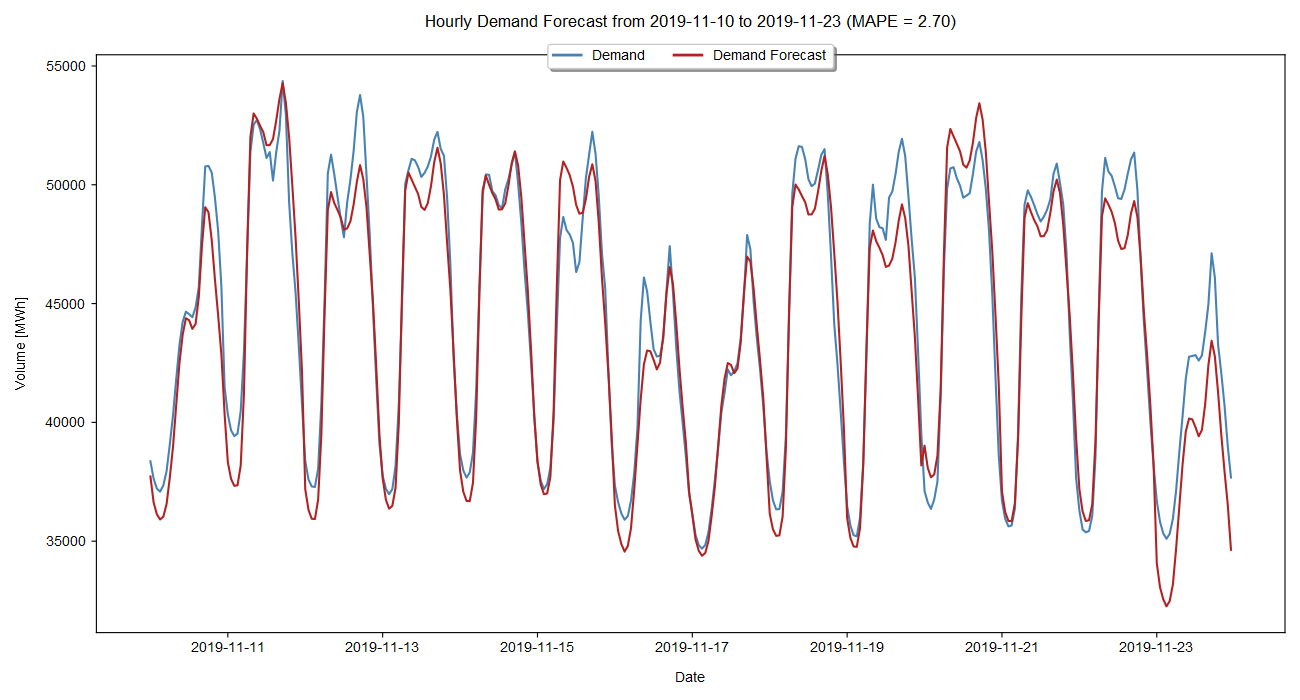 Hourly Demand Forecast from 2019-11-10 to 2019-11-23 (MAPE = 2.70)
Demand Demand Forecast
55000
50000
45000
40000
35000
Volume [MWh]
2019-11-11 2019-11-13 2019-11-15 2019-11-17 2019-11-19 2019-11-21 2019-11-23
Date